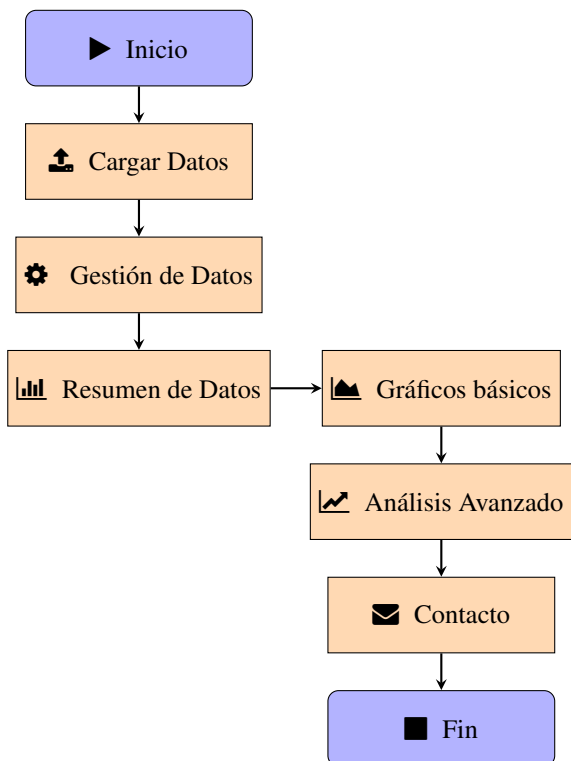 Inicio
Cargar Datos
Gestión de Datos
Resumen de Datos
Gráficos básicos
Análisis Avanzado
Contacto
Fin